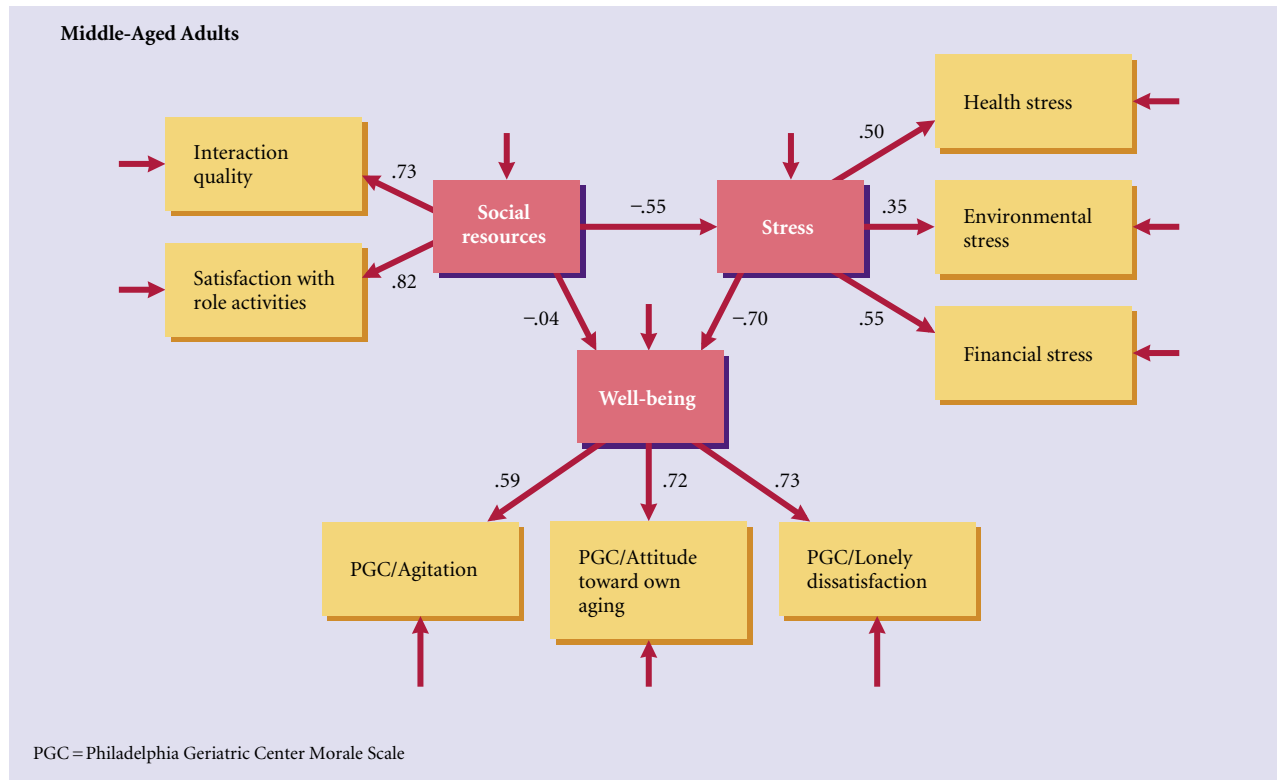 Middle-Aged Adults
Health stress
.50
Interaction
quality
.73
Social
resources
−.55
Stress
.35
Environmental
stress
Satisfaction with
role activities
.82
−.04
−.70
.55
Financial stress
Well-being
.59
.72
.73
PGC/Agitation
PGC/Attitude
toward own
aging
PGC/Lonely
dissatisfaction
PGC = Philadelphia Geriatric Center Morale Scale